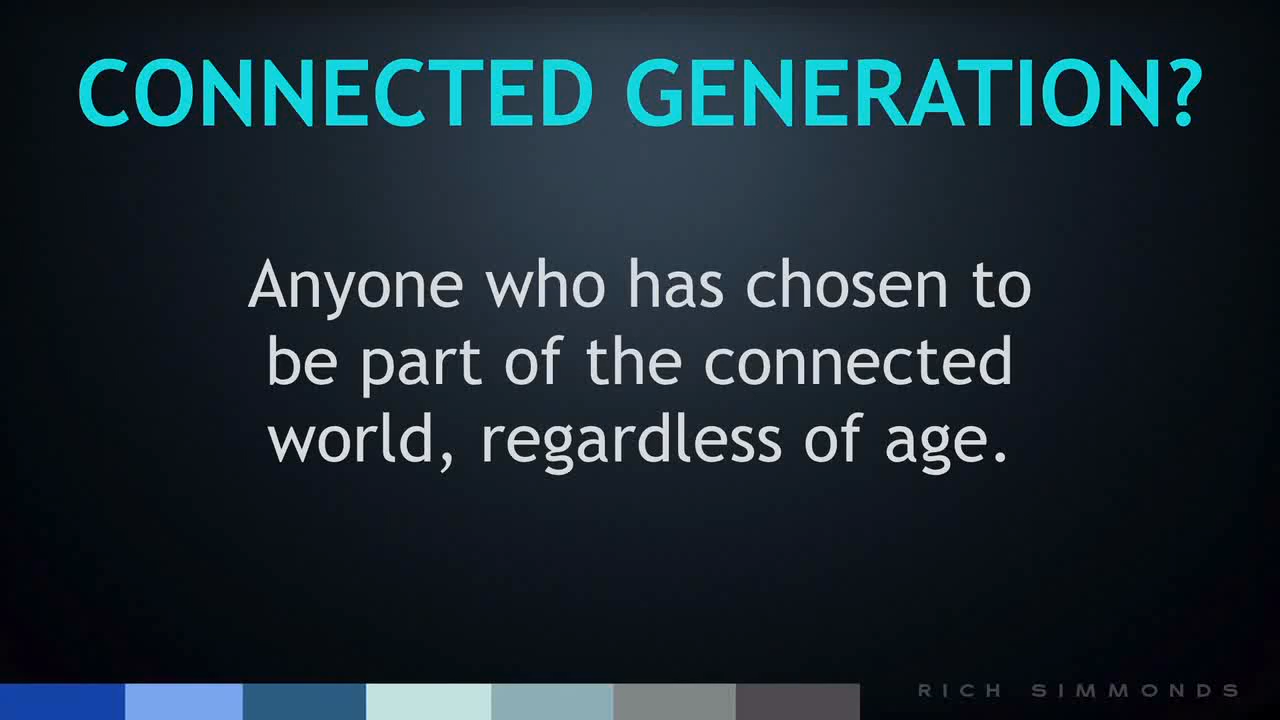 CONNECTED GENERATION?
Anyone who has chosen to
be part of the connected
world, regardless of age.
RICH SIMMONDS